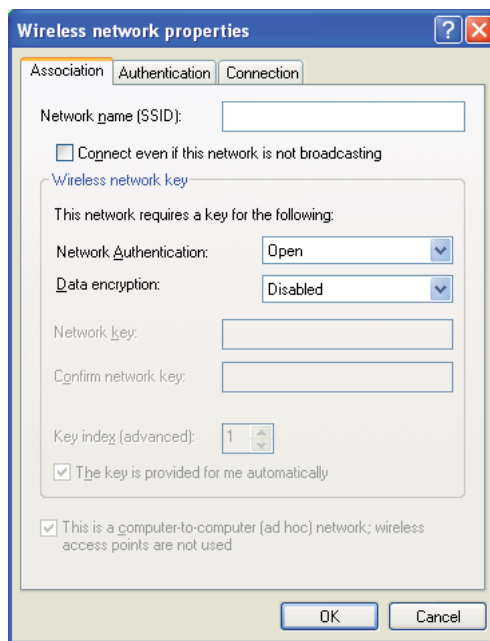 Wireless network properties
Association Authentication Connection
Network name (SSID):
Connect even if this network is not broadcasting
Wireless network key
This network requires a key for the following:
Network Authentication: Open
Data encryption: Disabled
Network key:
Confirm network key:
Key index (advanced): 1
The key is provided for me automatically
This is a computer-to-computer (ad hoc) network; wireless
access points are not used
OK Cancel